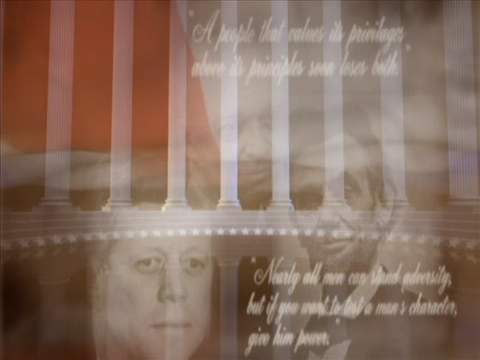 "A people that values its privileges
above its principles soon loses both."
"Nearly all men can stand adversity,
but if you want to test a man's character,
give him power."